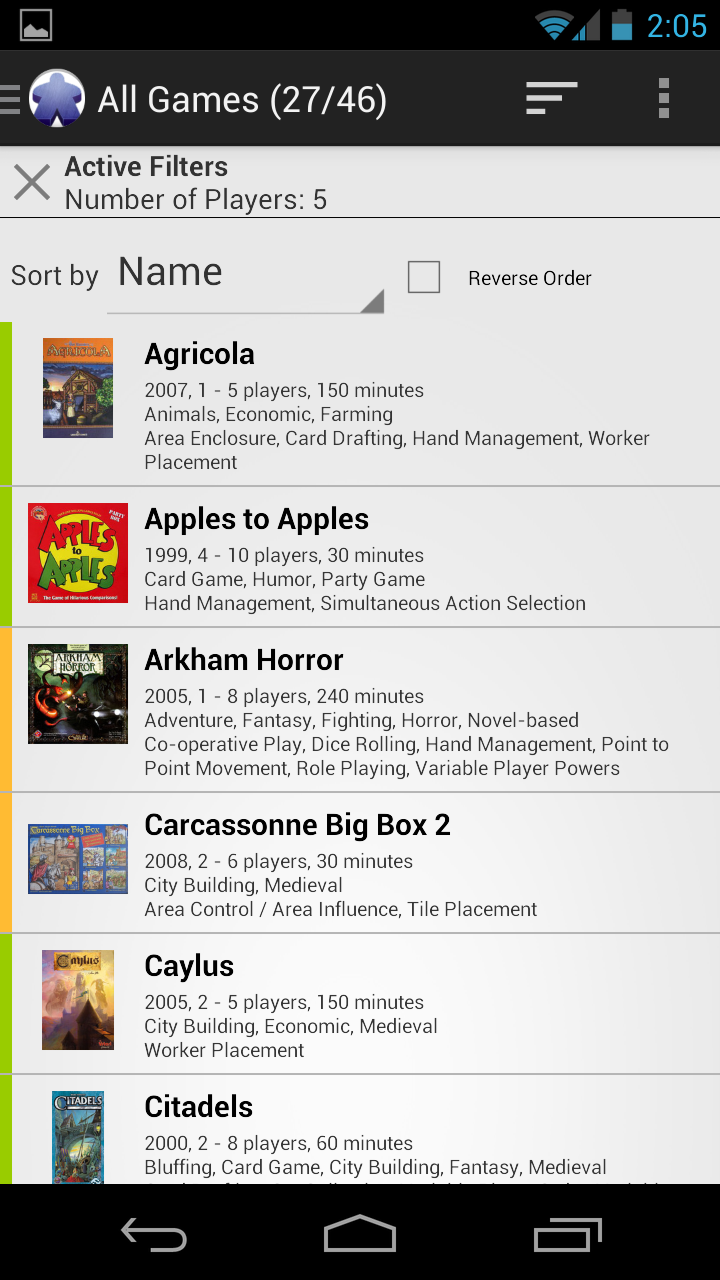 2:05
All Games (27/46)
Active Filters
Number of Players: 5
Sort by
Name
Reverse Order
AGRICOLA
Agricola
2007, 1 - 5 players, 150 minutes
Animals, Economic, Farming
Area Enclosure, Card Drafting, Hand Management, Worker
Placement
PARTY BOX
APPLES
to
APPLES
The Game of Hilarious Comparisons!
Apples to Apples
1999, 4 - 10 players, 30 minutes
Card Game, Humor, Party Game
Hand Management, Simultaneous Action Selection
ARKHAM
HORROR
Arkham Horror
2005, 1 - 8 players, 240 minutes
Adventure, Fantasy, Fighting, Horror, Novel-based
Co-operative Play, Dice Rolling, Hand Management, Point to
Point Movement, Role Playing, Variable Player Powers
Carcassonne Big Box
Carcassonne Big Box 2
2008, 2 - 6 players, 30 minutes
City Building, Medieval
Area Control / Area Influence, Tile Placement
Caylus
Caylus
2005, 2 - 5 players, 150 minutes
City Building, Economic, Medieval
Worker Placement
CITADELS
Citadels
2000, 2 - 8 players, 60 minutes
Bluffing, Card Game, City Building, Fantasy, Medieval